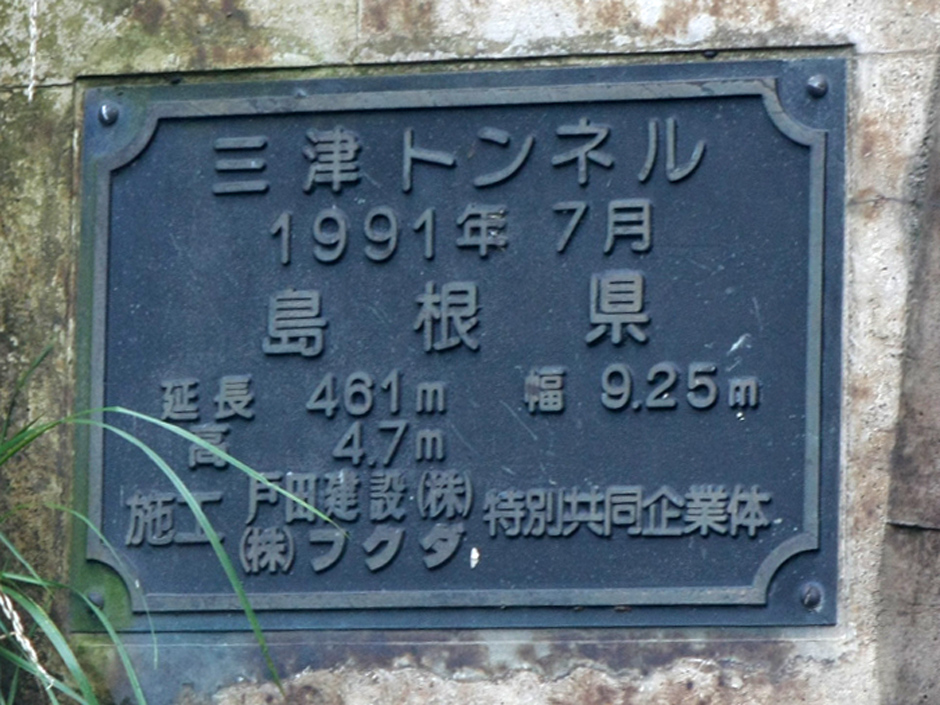 三津トンネル
1991年7月
島根県
延長 461m 幅 9.25m
高 4.7m
施工 戸田建設(株) 特別共同企業体
(株)フクダ